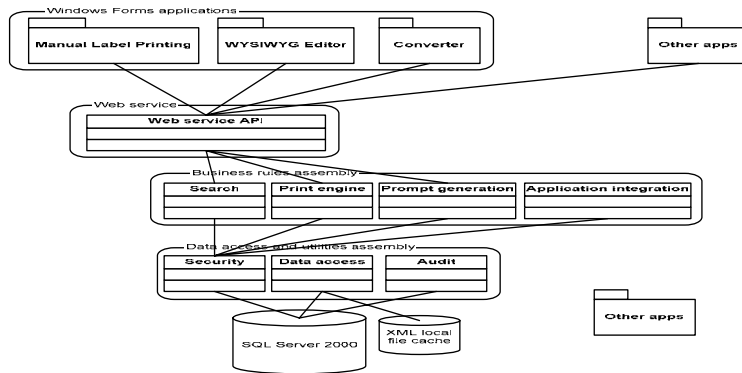 Windows Forms applications
Manual Label Printing
WYSIWYG Editor
Converter
Other apps
Web service
Web service API
Business rules assembly
Search
Print engine
Prompt generation
Application integration
Data access and utilities assembly
Security
Data access
Audit
SQL Server 2000
XML local
file cache
Other apps